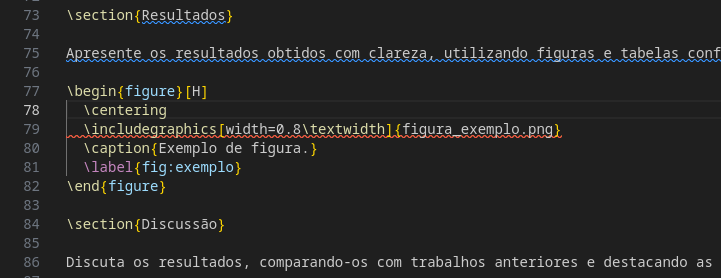 73 \section{Resultados}
74
75 Apresente os resultados obtidos com clareza, utilizando figuras e tabelas conf
76
77 \begin{figure}[H]
78 \centering
79 \includegraphics[width=0.8\textwidth]{figura_exemplo.png}
80 \caption{Exemplo de figura.}
81 \label{fig:exemplo}
82 \end{figure}
83
84 \section{Discussão}
85
86 Discuta os resultados, comparando-os com trabalhos anteriores e destacando as